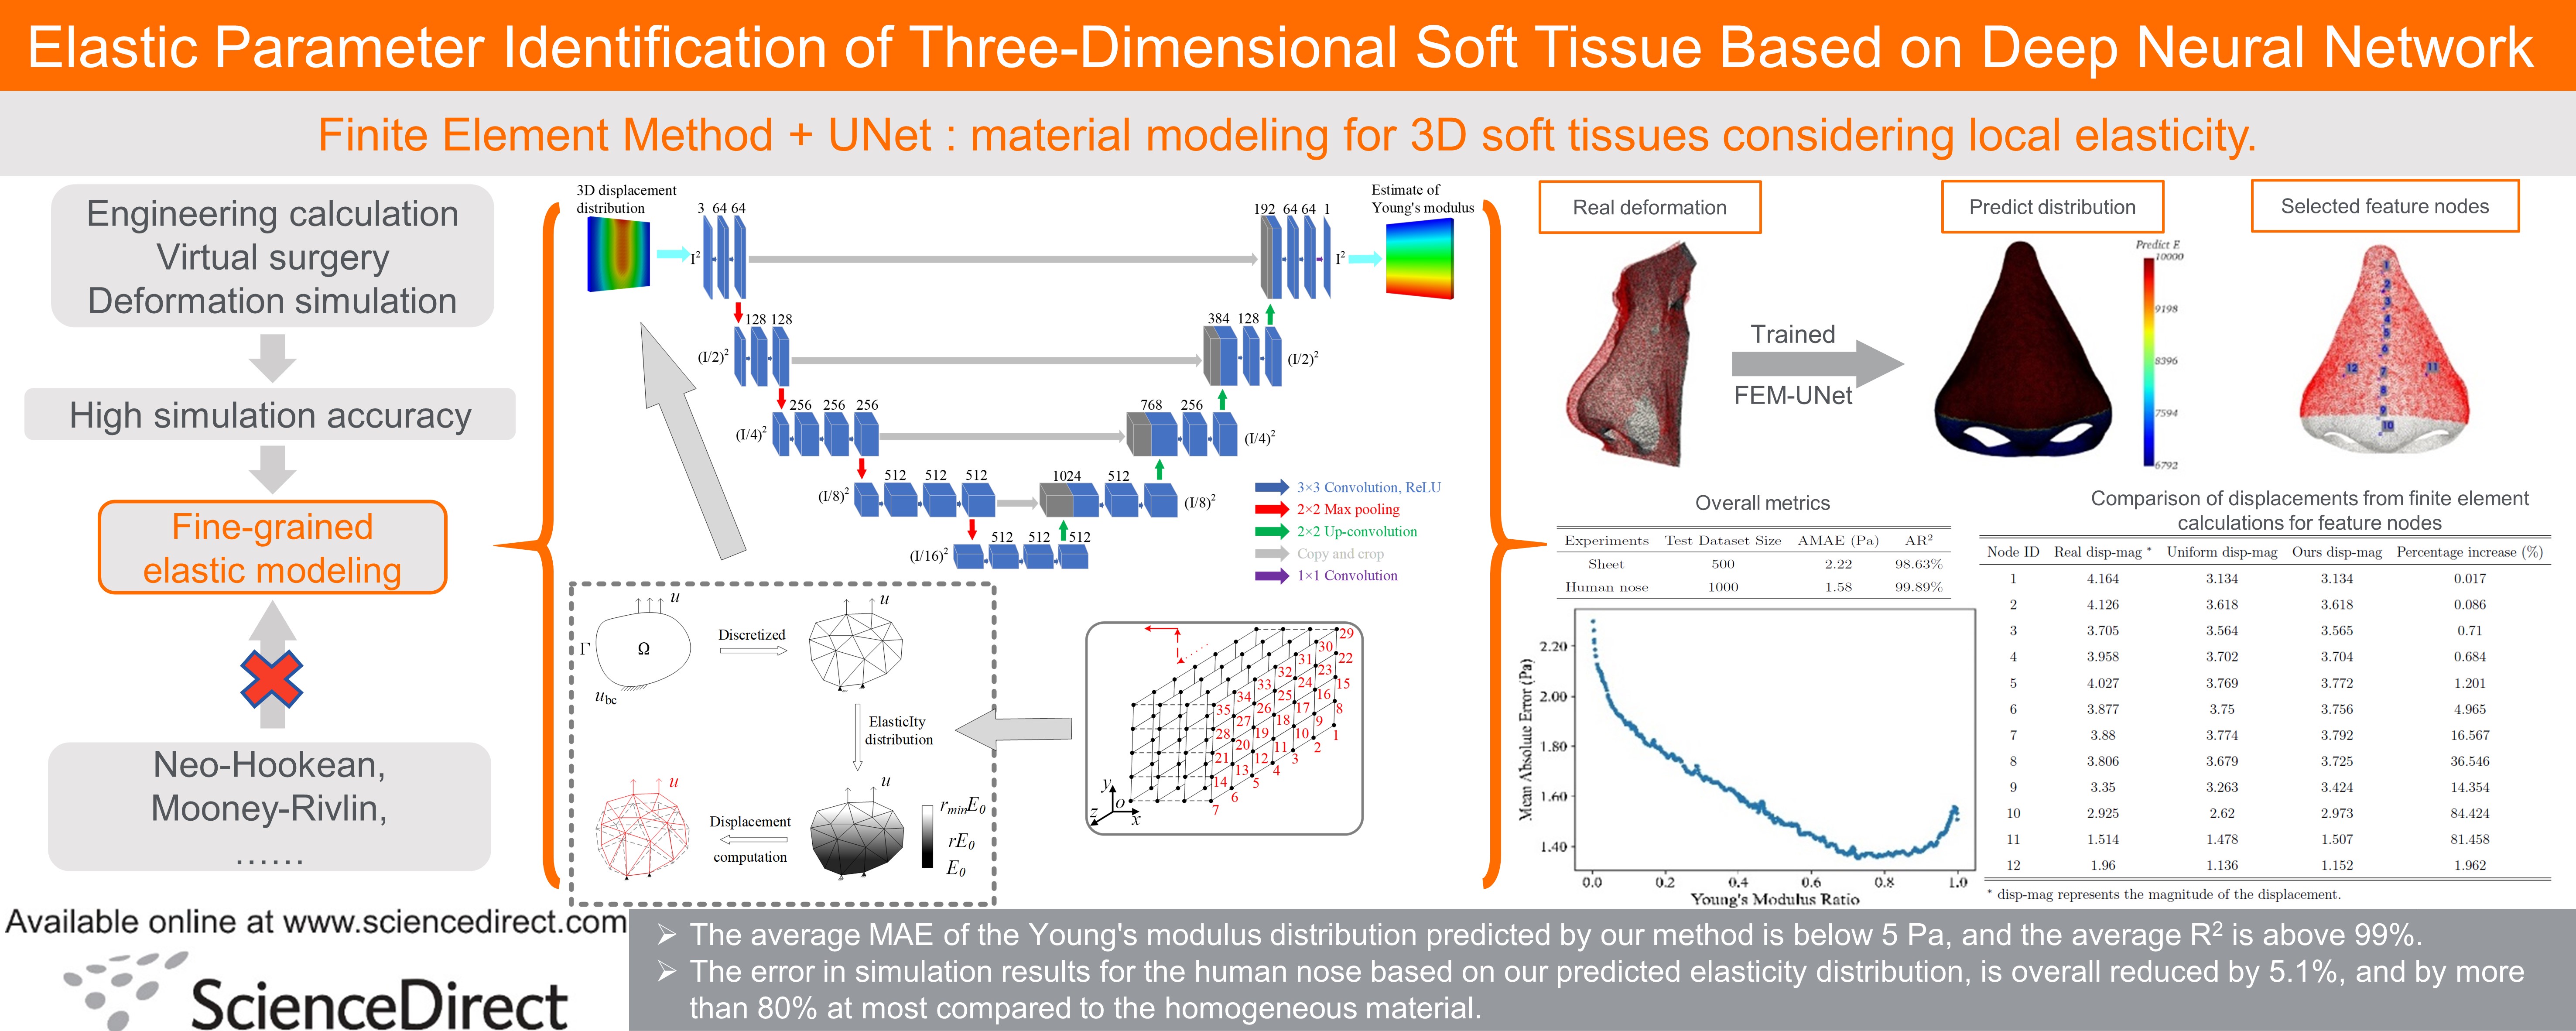 Elastic Parameter Identification of Three-Dimensional Soft Tissue Based on Deep Neural Network
Finite Element Method + UNet : material modeling for 3D soft tissues considering local elasticity.
Engineering calculation
Virtual surgery
Deformation simulation
High simulation accuracy
Fine-grained
elastic modeling
Neo-Hookean,
Mooney-Rivlin,
……
Available online at www.sciencedirect.com
ScienceDirect
3D displacement
distribution
3 64 64
I²
192 64 64 1
I²
Estimate of
Young's modulus
128 128
(I/2)²
384 128
(I/2)²
256 256 256
(I/4)²
768 256
(I/4)²
512 512 512
(I/8)²
1024 512
(I/8)²
512 512 512
(I/16)²
3×3 Convolution, ReLU
2×2 Max pooling
2×2 Up-convolution
Copy and crop
1×1 Convolution
u
Γ
Ω
u_bc
Discretized
u
ElasticIty
distribution
u
r_minE₀
rE₀
E₀
Displacement
computation
u
29
30
31 22
32 23
33 24 15
34 25 16
35 26 17 8
27 18 9
28 19 10 1
20 11 2
21 12 3
13 4
14 5
6
7
y
o
z
x
Real deformation
Trained
FEM-UNet
Predict distribution
Predict E
10000
9198
8396
7594
6792
Selected feature nodes
1
2
3
4
5
6
12 7 11
8
9
10
Overall metrics
Experiments Test Dataset Size AMAE (Pa) AR²
Sheet 500 2.22 98.63%
Human nose 1000 1.58 99.89%
Mean Absolute Error (Pa)
2.20
2.00
1.80
1.60
1.40
0.0 0.2 0.4 0.6 0.8 1.0
Young's Modulus Ratio
Comparison of displacements from finite element
calculations for feature nodes
Node ID Real disp-mag * Uniform disp-mag Ours disp-mag Percentage increase (%)
1 4.164 3.134 3.134 0.017
2 4.126 3.618 3.618 0.086
3 3.705 3.564 3.565 0.71
4 3.958 3.702 3.704 0.684
5 4.027 3.769 3.772 1.201
6 3.877 3.75 3.756 4.965
7 3.88 3.774 3.792 16.567
8 3.806 3.679 3.725 36.546
9 3.35 3.263 3.424 14.354
10 2.925 2.62 2.973 84.424
11 1.514 1.478 1.507 81.458
12 1.96 1.136 1.152 1.962
* disp-mag represents the magnitude of the displacement.
➢ The average MAE of the Young's modulus distribution predicted by our method is below 5 Pa, and the average R² is above 99%.
➢ The error in simulation results for the human nose based on our predicted elasticity distribution, is overall reduced by 5.1%, and by more
than 80% at most compared to the homogeneous material.